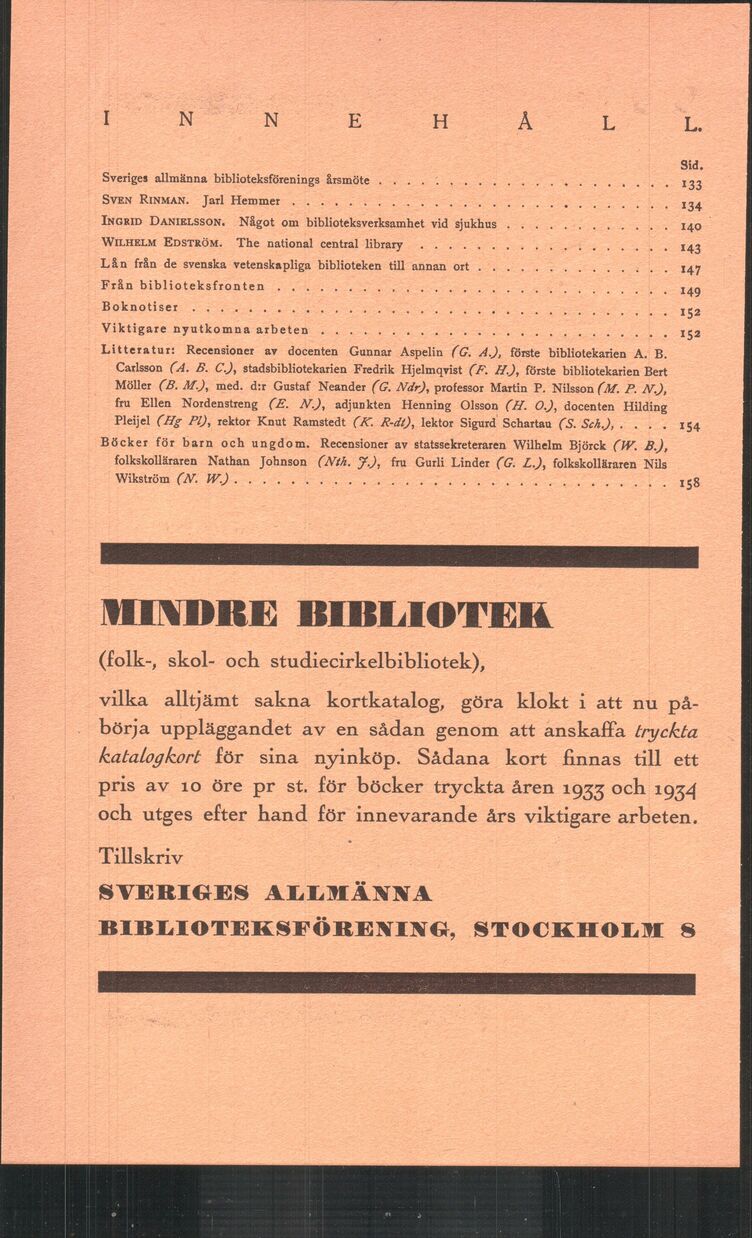 I N N E H Å L L.
Sid.
Sveriges allmänna biblioteksförenings årsmöte . . . . . . . . . . . . . . . . . . . . . 133
SVEN RINMAN. Jarl Hemmer . . . . . . . . . . . . . . . . . . . . . . . . . . . 134
INGRID DANIELSSON. Något om biblioteksverksamhet vid sjukhus . . . . . . . . . . . . 140
WILHELM EDSTRÖM. The national central library . . . . . . . . . . . . . . . . . . 143
Lån från de svenska vetenskapliga biblioteken till annan ort . . . . . . . . . . . . . . 147
Från biblioteksfronten . . . . . . . . . . . . . . . . . . . . . . . . . . . . 149
Boknotiser . . . . . . . . . . . . . . . . . . . . . . . . . . . . . . . . . . 152
Viktigare nyutkomna arbeten . . . . . . . . . . . . . . . . . . . . . . . . . 152
Litteratur: Recensioner av docenten Gunnar Aspelin (G. A.), förste bibliotekarien A. B.
Carlsson (A. B. C.), stadsbibliotekarien Fredrik Hjelmqvist (F. H.), förste bibliotekarien Bert
Möller (B. M.), med. d:r Gustaf Neander (G. Ndr), professor Martin P. Nilsson (M. P. N.),
fru Ellen Nordenstreng (E. N.), adjunkten Henning Olsson (H. O.), docenten Hilding
Pleijel (Hg Pl), rektor Knut Ramstedt (K. R-dt), lektor Sigurd Schartau (S. Sch.), . . . . 154
Böcker för barn och ungdom. Recensioner av statssekreteraren Wilhelm Björck (W. B.),
folkskolläraren Nathan Johnson (Nth. J.), fru Gurli Linder (G. L.), folkskolläraren Nils
Wikström (N. W.) . . . . . . . . . . . . . . . . . . . . . . . . . . . . . . . 158
MINDRE BIBLIOTEK
(folk-, skol- och studiecirkelbibliotek),
vilka alltjämt sakna kortkatalog, göra klokt i att nu på-
börja uppläggandet av en sådan genom att anskaffa tryckta
katalogkort för sina nyinköp. Sådana kort finnas till ett
pris av 10 öre pr st. för böcker tryckta åren 1933 och 1934
och utges efter hand för innevarande års viktigare arbeten.
Tillskriv
SVERIGES ALLMÄNNA
BIBLIOTEKSFÖRENING, STOCKHOLM 8